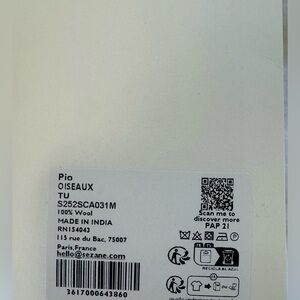 Pio
OISEAUX
TU
S252SCA031M
100% Wool
MADE IN INDIA
RN154043
115 rue du Bac, 75007
Paris,France
hello@sezane.com
3617000643860
Scan me to
discover more
PAP 21